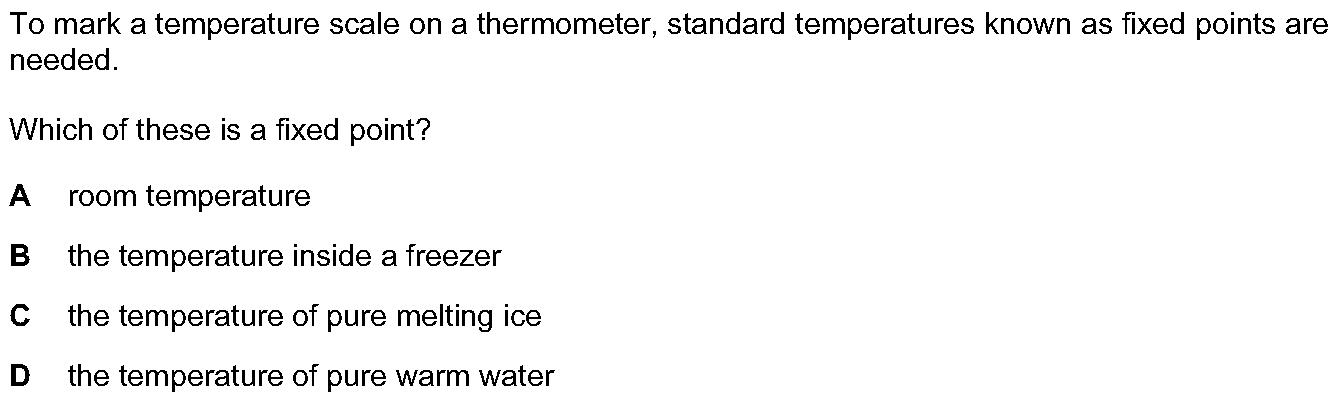 To mark a temperature scale on a thermometer, standard temperatures known as fixed points are
needed.
Which of these is a fixed point?
A room temperature
B the temperature inside a freezer
C the temperature of pure melting ice
D the temperature of pure warm water